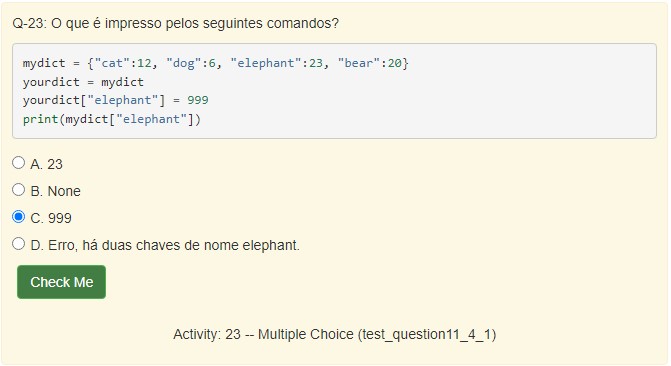 Q-23: O que é impresso pelos seguintes comandos?
mydict = {"cat":12, "dog":6, "elephant":23, "bear":20}
yourdict = mydict
yourdict["elephant"] = 999
print(mydict["elephant"])
A. 23
B. None
C. 999
D. Erro, há duas chaves de nome elephant.
Check Me
Activity: 23 -- Multiple Choice (test_question11_4_1)